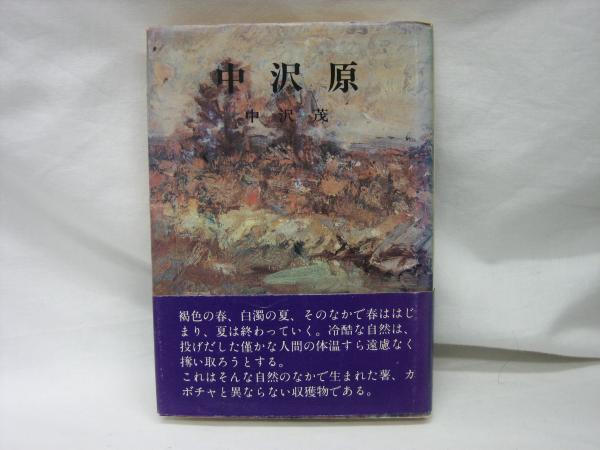 中沢原
中沢茂
褐色の春、白濁の夏、そのなかで春ははじ
まり、夏は終わっていく。冷酷な自然は、
投げだした僅かな人間の体温すら遠慮なく
搾い取ろうとする。
これはそんな自然のなかで生まれた薯、カ
ボチャと異ならない収獲物である。